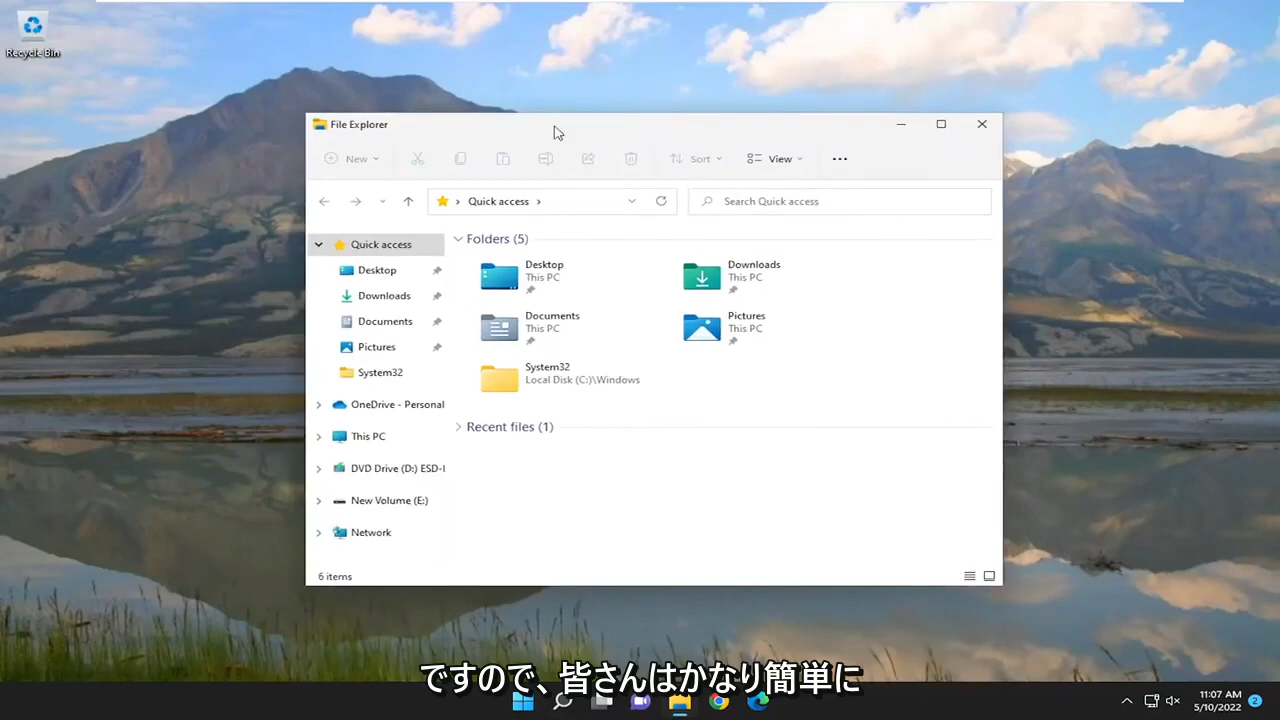 Recycle Bin
File Explorer
New
Sort
View
Quick access
Search Quick access
Quick access
Desktop
Downloads
Documents
Pictures
System32
OneDrive - Personal
This PC
DVD Drive (D:) ESD-I
New Volume (E:)
Network
Folders (5)
Desktop
This PC
Downloads
This PC
Documents
This PC
Pictures
This PC
System32
Local Disk (C:)\Windows
Recent files (1)
6 items
ですので、皆さんはかなり簡単に
11:07 AM
5/10/2022
2